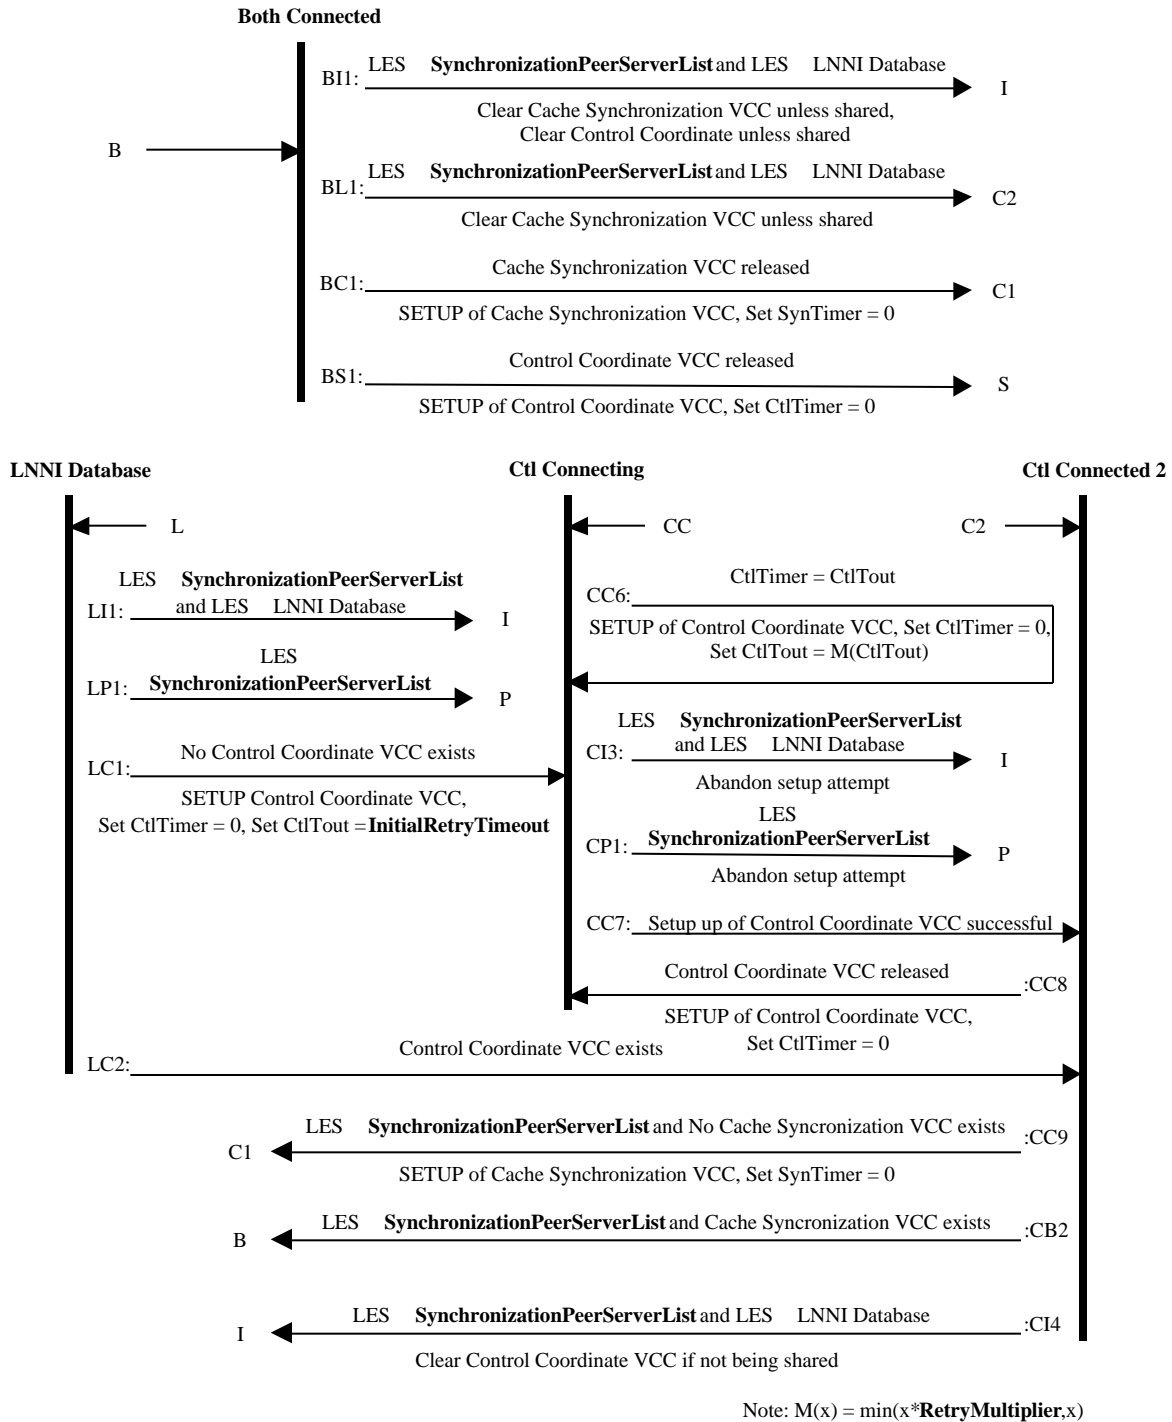 Both Connected
BI1: LES SynchronizationPeerServerList and LES LNNI Database
I
Clear Cache Synchronization VCC unless shared,
Clear Control Coordinate unless shared
B
BL1: LES SynchronizationPeerServerList and LES LNNI Database
C2
Clear Cache Synchronization VCC unless shared
BC1: Cache Synchronization VCC released
C1
SETUP of Cache Synchronization VCC, Set SynTimer = 0
BS1: Control Coordinate VCC released
S
SETUP of Control Coordinate VCC, Set CtlTimer = 0
LNNI Database
L
LES SynchronizationPeerServerList
LI1: and LES LNNI Database
I
LES
LP1: SynchronizationPeerServerList
P
No Control Coordinate VCC exists
LC1:
SETUP Control Coordinate VCC,
Set CtlTimer = 0, Set CtlTout = InitialRetryTimeout
Ctl Connecting
CC
CtlTimer = CtlTout
CC6:
SETUP of Control Coordinate VCC, Set CtlTimer = 0,
Set CtlTout = M(CtlTout)
LES SynchronizationPeerServerList
CI3: and LES LNNI Database
I
Abandon setup attempt
LES
CP1: SynchronizationPeerServerList
P
Abandon setup attempt
CC7: Setup up of Control Coordinate VCC successful
Ctl Connected 2
C2
Control Coordinate VCC released
:CC8
SETUP of Control Coordinate VCC,
Set CtlTimer = 0
Control Coordinate VCC exists
LC2:
LES SynchronizationPeerServerList and No Cache Syncronization VCC exists
:CC9
C1
SETUP of Cache Synchronization VCC, Set SynTimer = 0
LES SynchronizationPeerServerList and Cache Syncronization VCC exists
:CB2
B
LES SynchronizationPeerServerList and LES LNNI Database
:CI4
I
Clear Control Coordinate VCC if not being shared
Note: M(x) = min(x*RetryMultiplier,x)